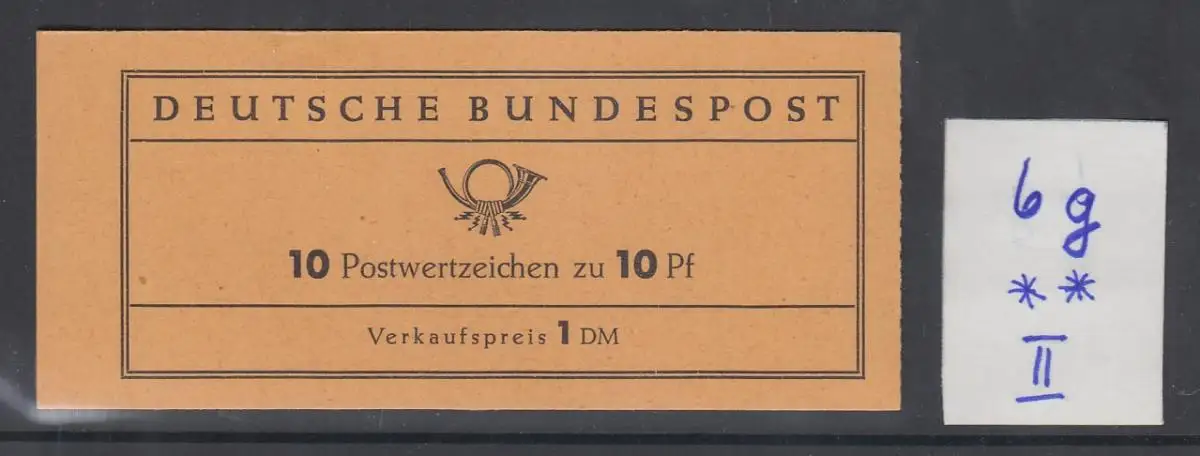 DEUTSCHE BUNDESPOST
10 Postwertzeichen zu 10 Pf
Verkaufspreis 1 DM
6 g
**
II